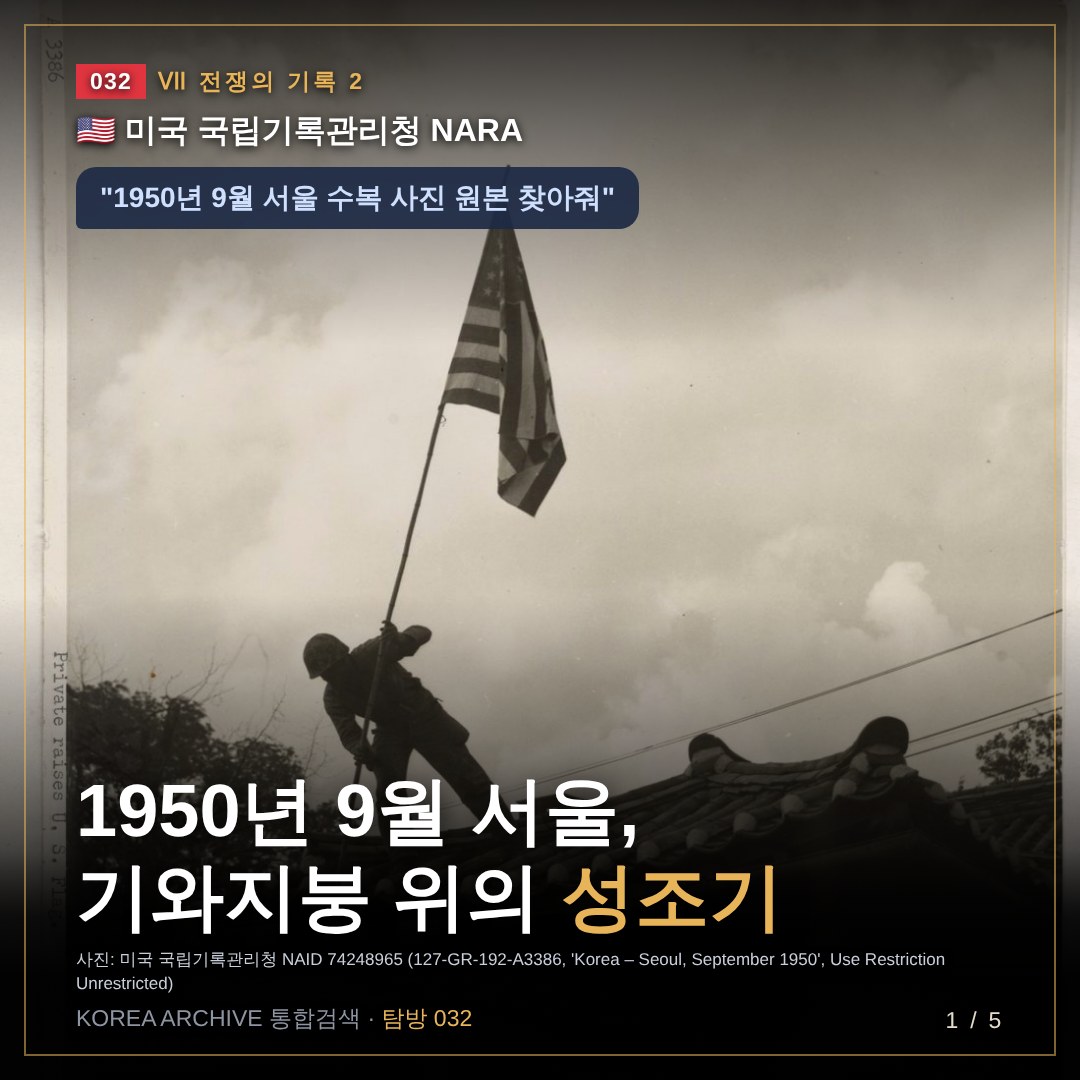 A 3386
032 Ⅶ 전쟁의 기록 2
🇺🇸 미국 국립기록관리청 NARA
"1950년 9월 서울 수복 사진 원본 찾아줘"
Private raises U.S. Flag
1950년 9월 서울,
기와지붕 위의 성조기
사진: 미국 국립기록관리청 NAID 74248965 (127-GR-192-A3386, 'Korea – Seoul, September 1950', Use Restriction
Unrestricted)
KOREA ARCHIVE 통합검색 · 탐방 032
1 / 5